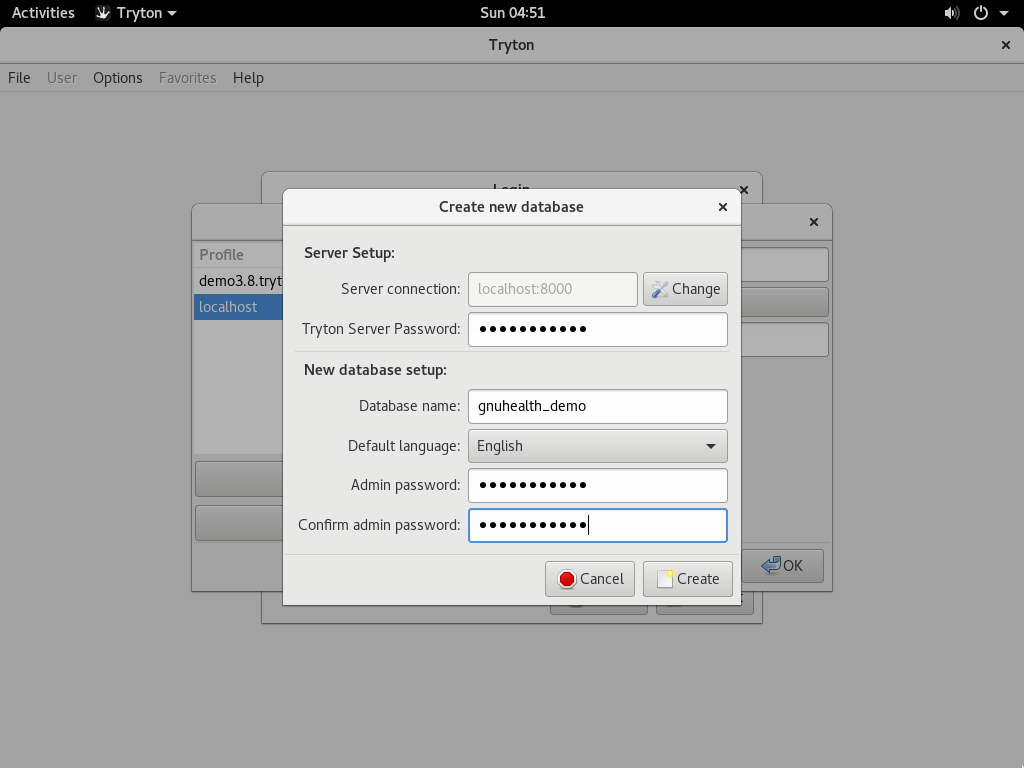 Activities Tryton Sun 04:51
Tryton
File User Options Favorites Help
Create new database
Profile
demo3.8.tryt
localhost
Server Setup:
Server connection: localhost:8000 Change
Tryton Server Password: ●●●●●●●●●●●
New database setup:
Database name: gnuhealth_demo
Default language: English
Admin password: ●●●●●●●●●●●
Confirm admin password: ●●●●●●●●●●●
Cancel Create
OK